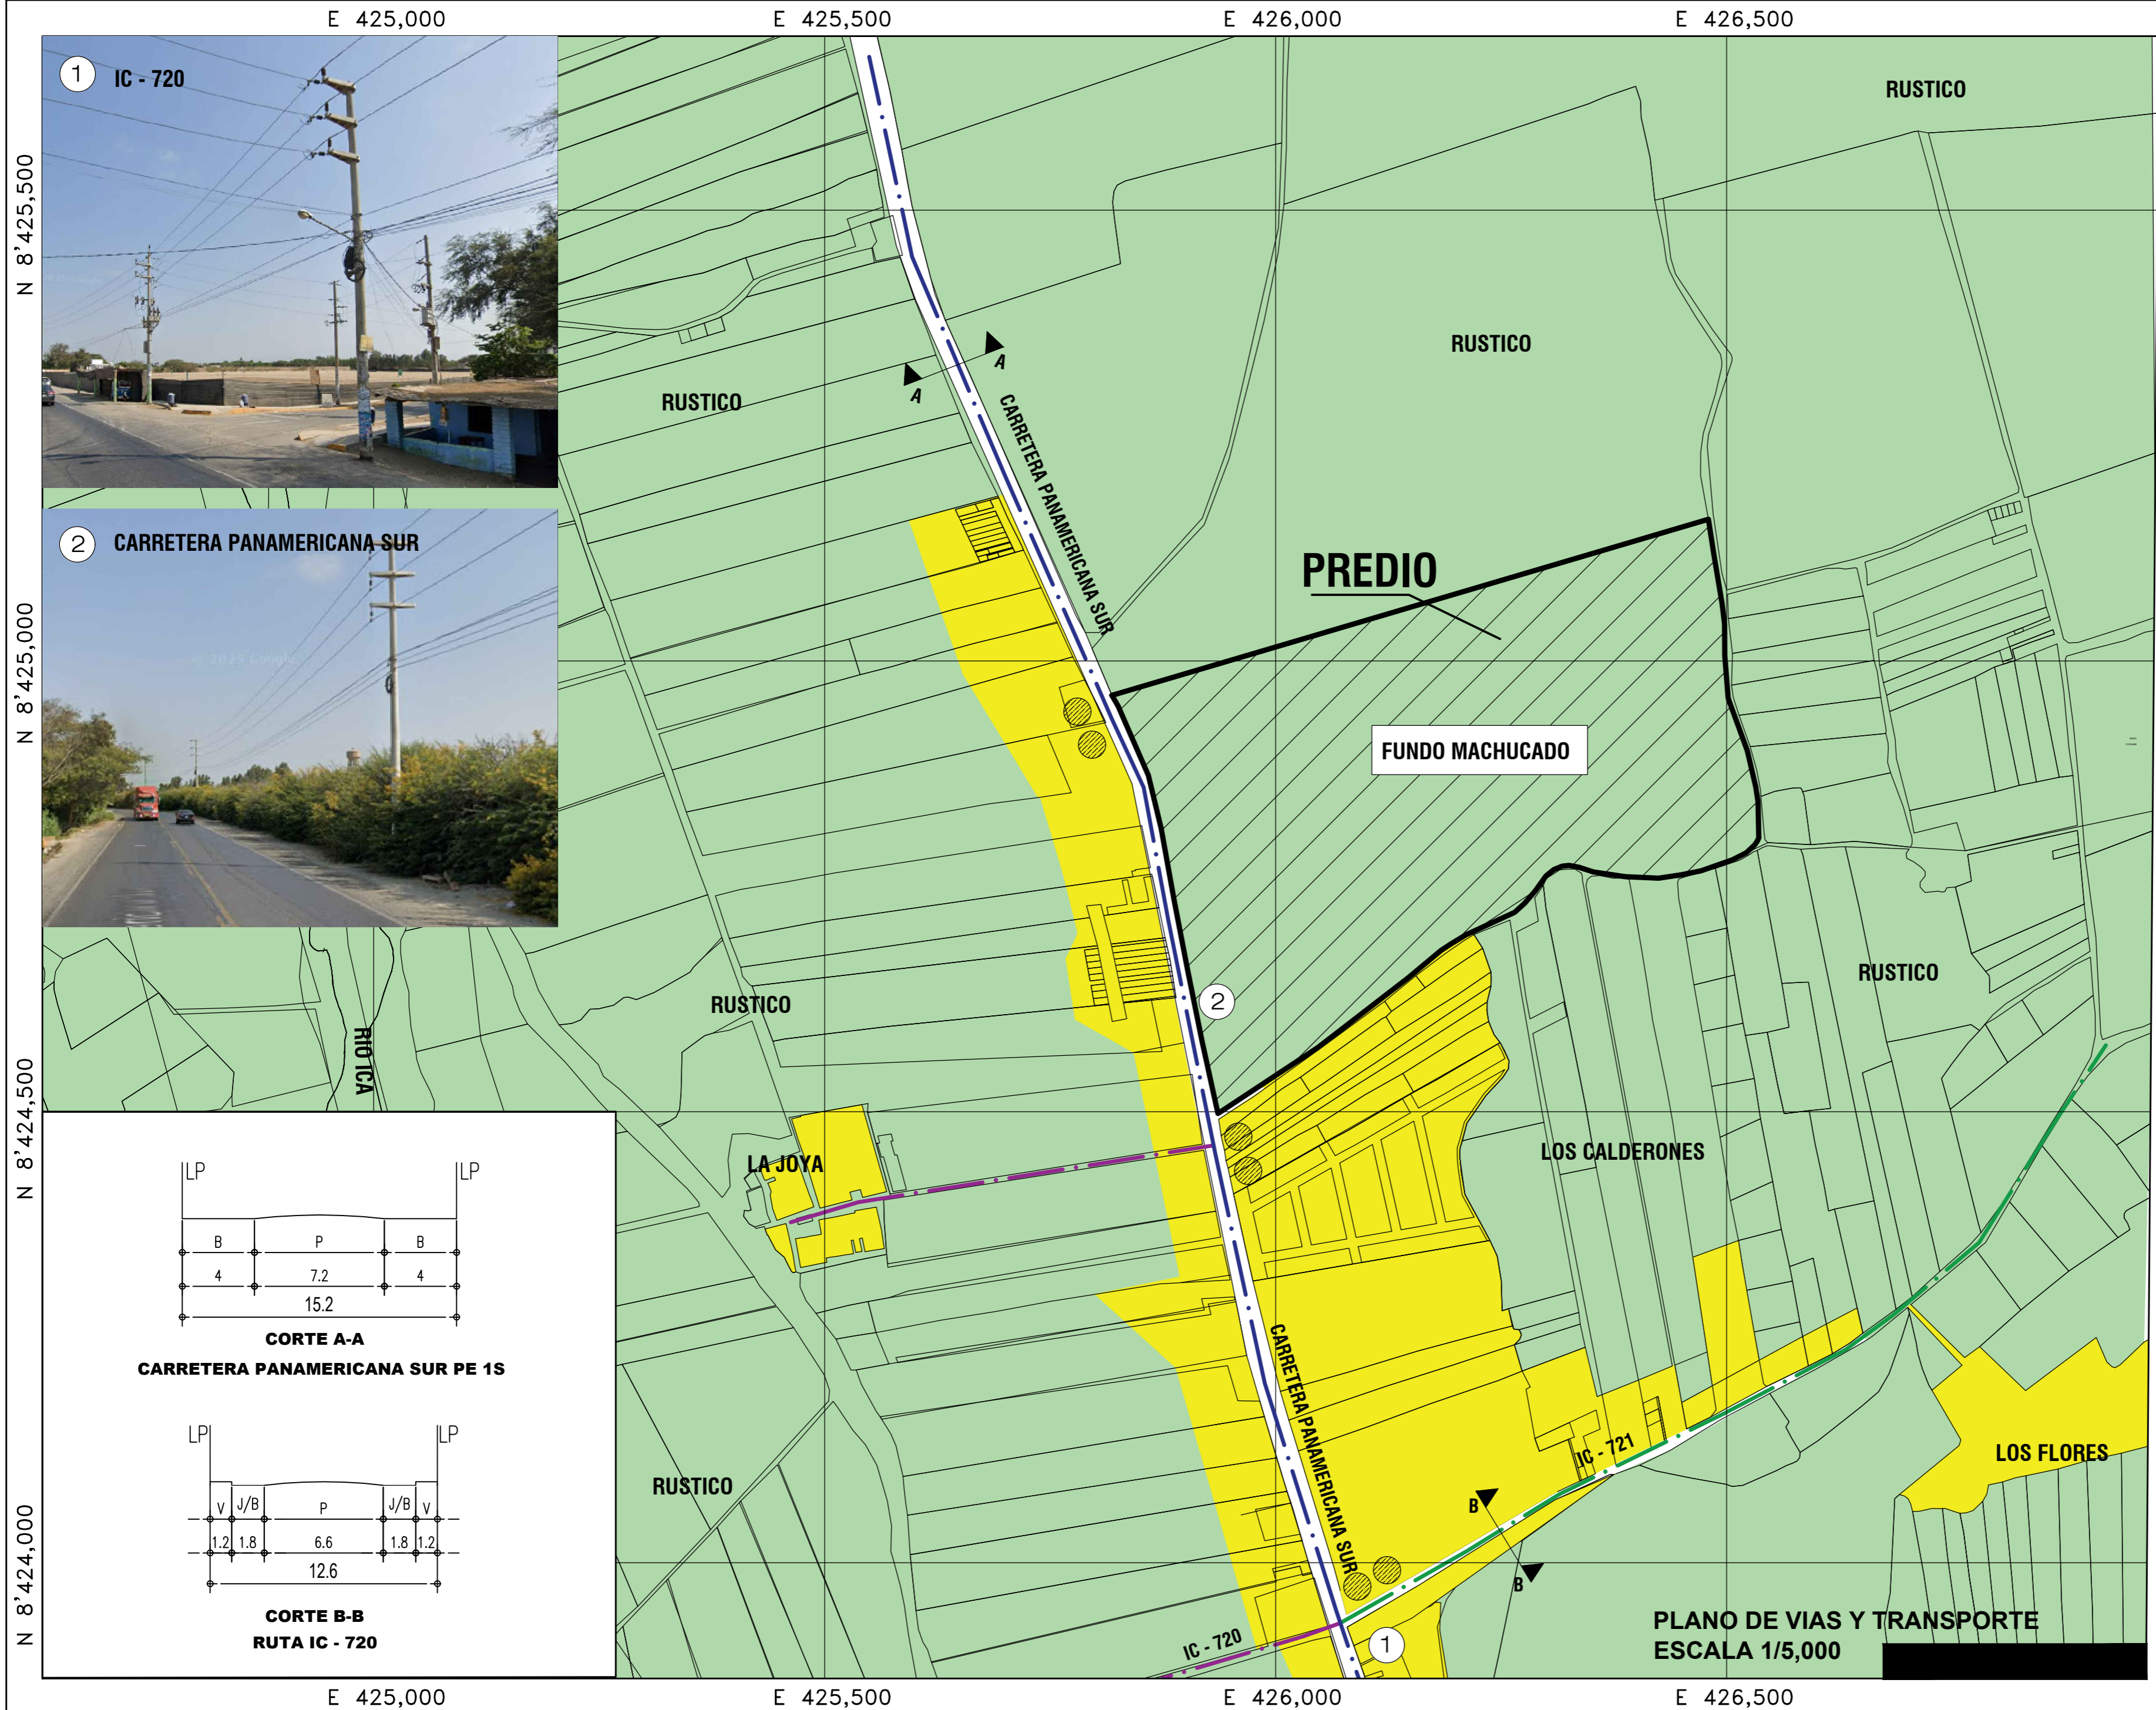 E 425,000
E 425,500
E 426,000
E 426,500
N 8'425,500
N 8'425,000
N 8'424,500
N 8'424,000
1 IC - 720
2 CARRETERA PANAMERICANA SUR
© 2025 Google
RUSTICO
RUSTICO
RUSTICO
A
A
CARRETERA PANAMERICANA SUR
PREDIO
FUNDO MACHUCADO
RUSTICO
RUSTICO
2
RIO ICA
LA JOYA
LOS CALDERONES
CARRETERA PANAMERICANA SUR
IC - 721
LOS FLORES
RUSTICO
B
B
IC - 720
1
LP LP
B P B
4 7.2 4
15.2
CORTE A-A
CARRETERA PANAMERICANA SUR PE 1S
LP LP
V J/B P J/B V
1.2 1.8 6.6 1.8 1.2
12.6
CORTE B-B
RUTA IC - 720
PLANO DE VIAS Y TRANSPORTE
ESCALA 1/5,000
E 425,000
E 425,500
E 426,000
E 426,500